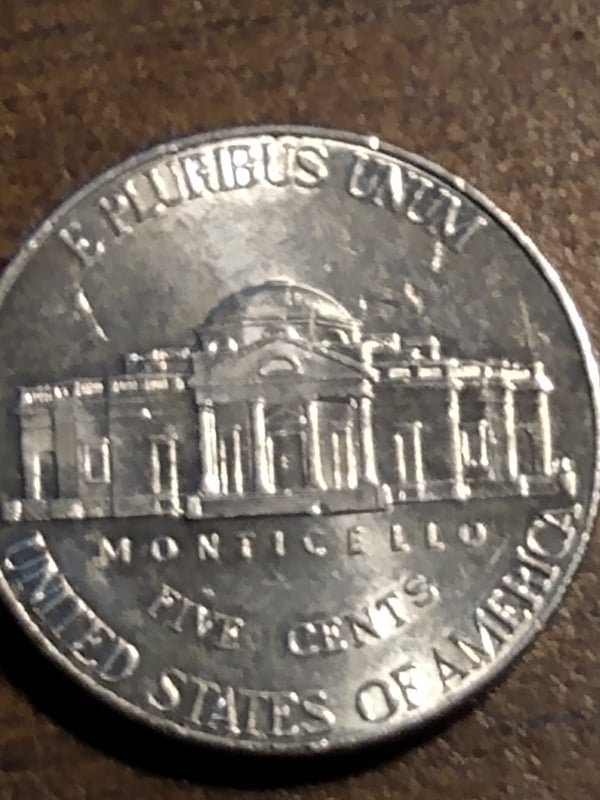 E PLURIBUS UNUM
MONTICELLO
FIVE CENTS
UNITED STATES OF AMERICA